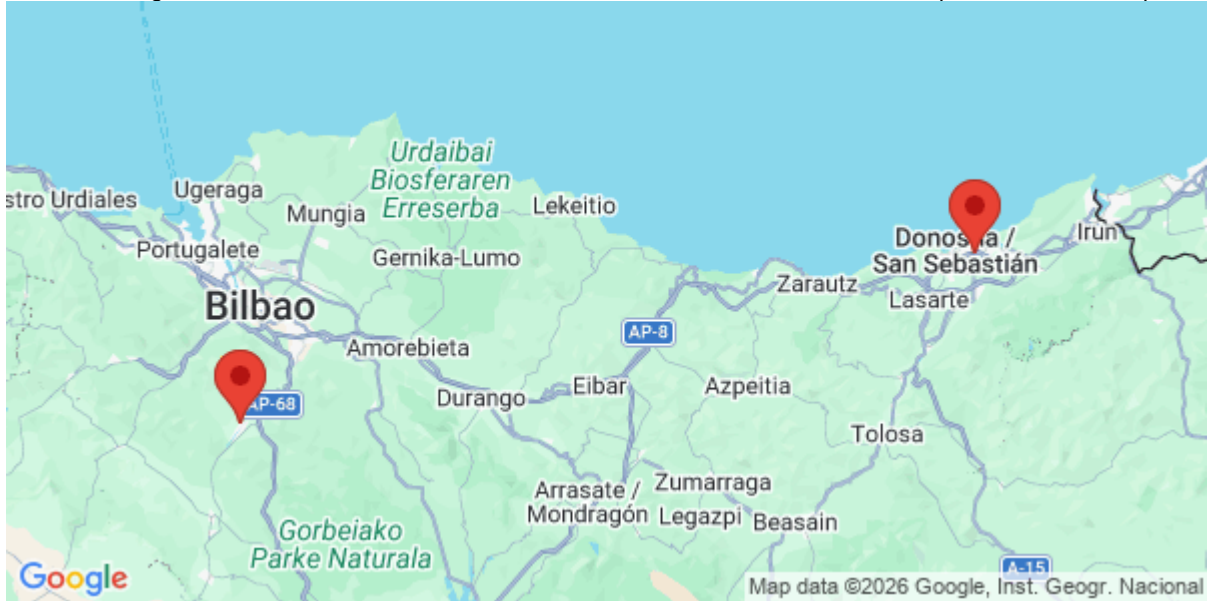 Urdaibai
Biosferaren
Erreserba
stro Urdiales
Ugeraga
Mungia
Lekeitio
Portugalete
Gernika-Lumo
Donostia /
San Sebastián
Irun
Zarautz
Lasarte
Bilbao
AP-8
Amorebieta
Durango
Eibar
Azpeitia
AP-68
Tolosa
Arrasate /
Mondragón
Zumarraga
Legazpi
Beasain
Gorbeiako
Parke Naturala
A-15
Google
Map data ©2026 Google, Inst. Geogr. Nacional